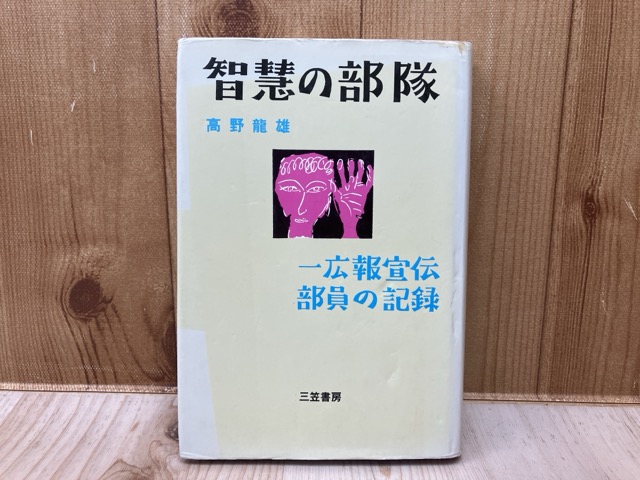 智慧の部隊
高野龍雄
一広報宣伝
部員の記録
三笠書房